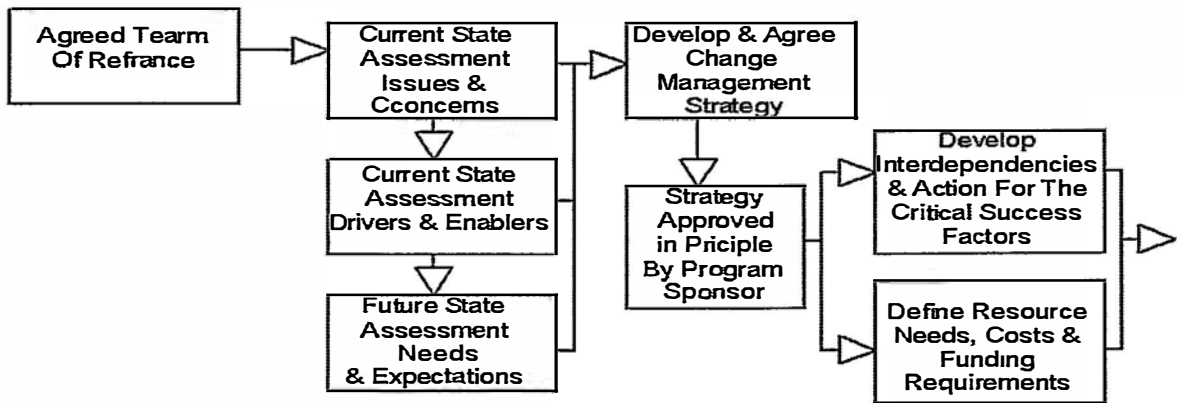 Agreed Tearm
Of Refrance
Current State
Assessment
Issues &
Cconcems
Current State
Assessment
Drivers & Enablers
Future State
Assessment
Needs
& Expectations
Develop & Agree
Change
Management
Strategy
Strategy
Approved
in Priciple
By Program
Sponsor
Develop
Interdependencies
& Action For The
Critical Success
Factors
Define Resource
Needs, Costs &
Funding
Requirements